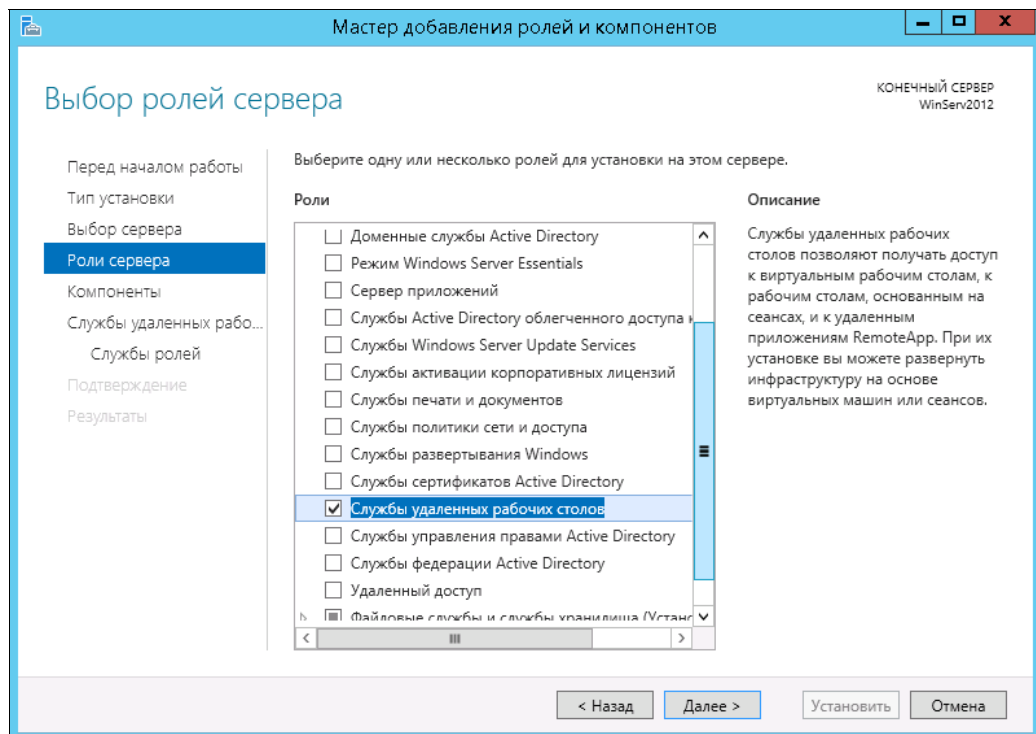 Мастер добавления ролей и компонентов
Выбор ролей сервера
КОНЕЧНЫЙ СЕРВЕР
WinServ2012
Перед началом работы
Тип установки
Выбор сервера
Роли сервера
Компоненты
Службы удаленных рабо...
Службы ролей
Подтверждение
Результаты
Выберите одну или несколько ролей для установки на этом сервере.
Роли
Доменные службы Active Directory
Режим Windows Server Essentials
Сервер приложений
Службы Active Directory облегченного доступа к
Службы Windows Server Update Services
Службы активации корпоративных лицензий
Службы печати и документов
Службы политики сети и доступа
Службы развертывания Windows
Службы сертификатов Active Directory
Службы удаленных рабочих столов
Службы управления правами Active Directory
Службы федерации Active Directory
Удаленный доступ
Файловые службы и службы хранилища (Устано
Описание
Службы удаленных рабочих
столов позволяют получать доступ
к виртуальным рабочим столам, к
рабочим столам, основанным на
сеансах, и к удаленным
приложениям RemoteApp. При их
установке вы можете развернуть
инфраструктуру на основе
виртуальных машин или сеансов.
< Назад
Далее >
Установить
Отмена